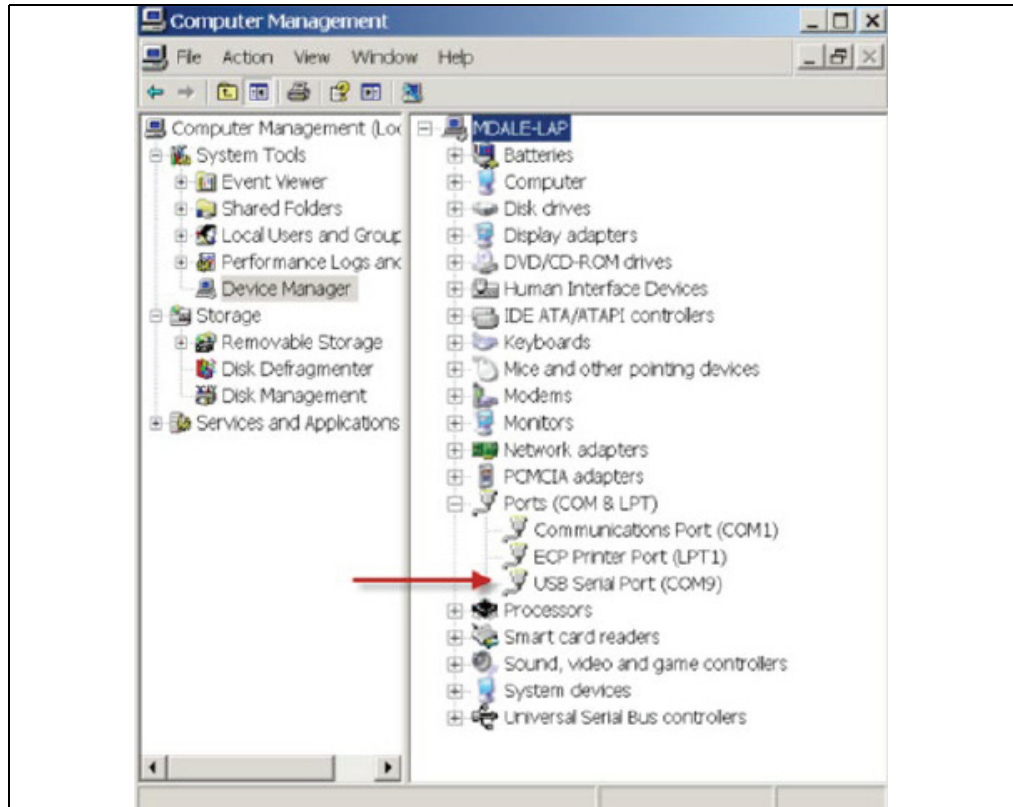 Computer Management
File Action View Window Help
Computer Management (Loc
System Tools
Event Viewer
Shared Folders
Local Users and Group
Performance Logs and
Device Manager
Storage
Removable Storage
Disk Defragmenter
Disk Management
Services and Applications
MDALE-LAP
Batteries
Computer
Disk drives
Display adapters
DVD/CD-ROM drives
Human Interface Devices
IDE ATA/ATAPI controllers
Keyboards
Mice and other pointing devices
Modems
Monitors
Network adapters
PCMCIA adapters
Ports (COM & LPT)
Communications Port (COM1)
ECP Printer Port (LPT1)
USB Serial Port (COM9)
Processors
Smart card readers
Sound, video and game controllers
System devices
Universal Serial Bus controllers